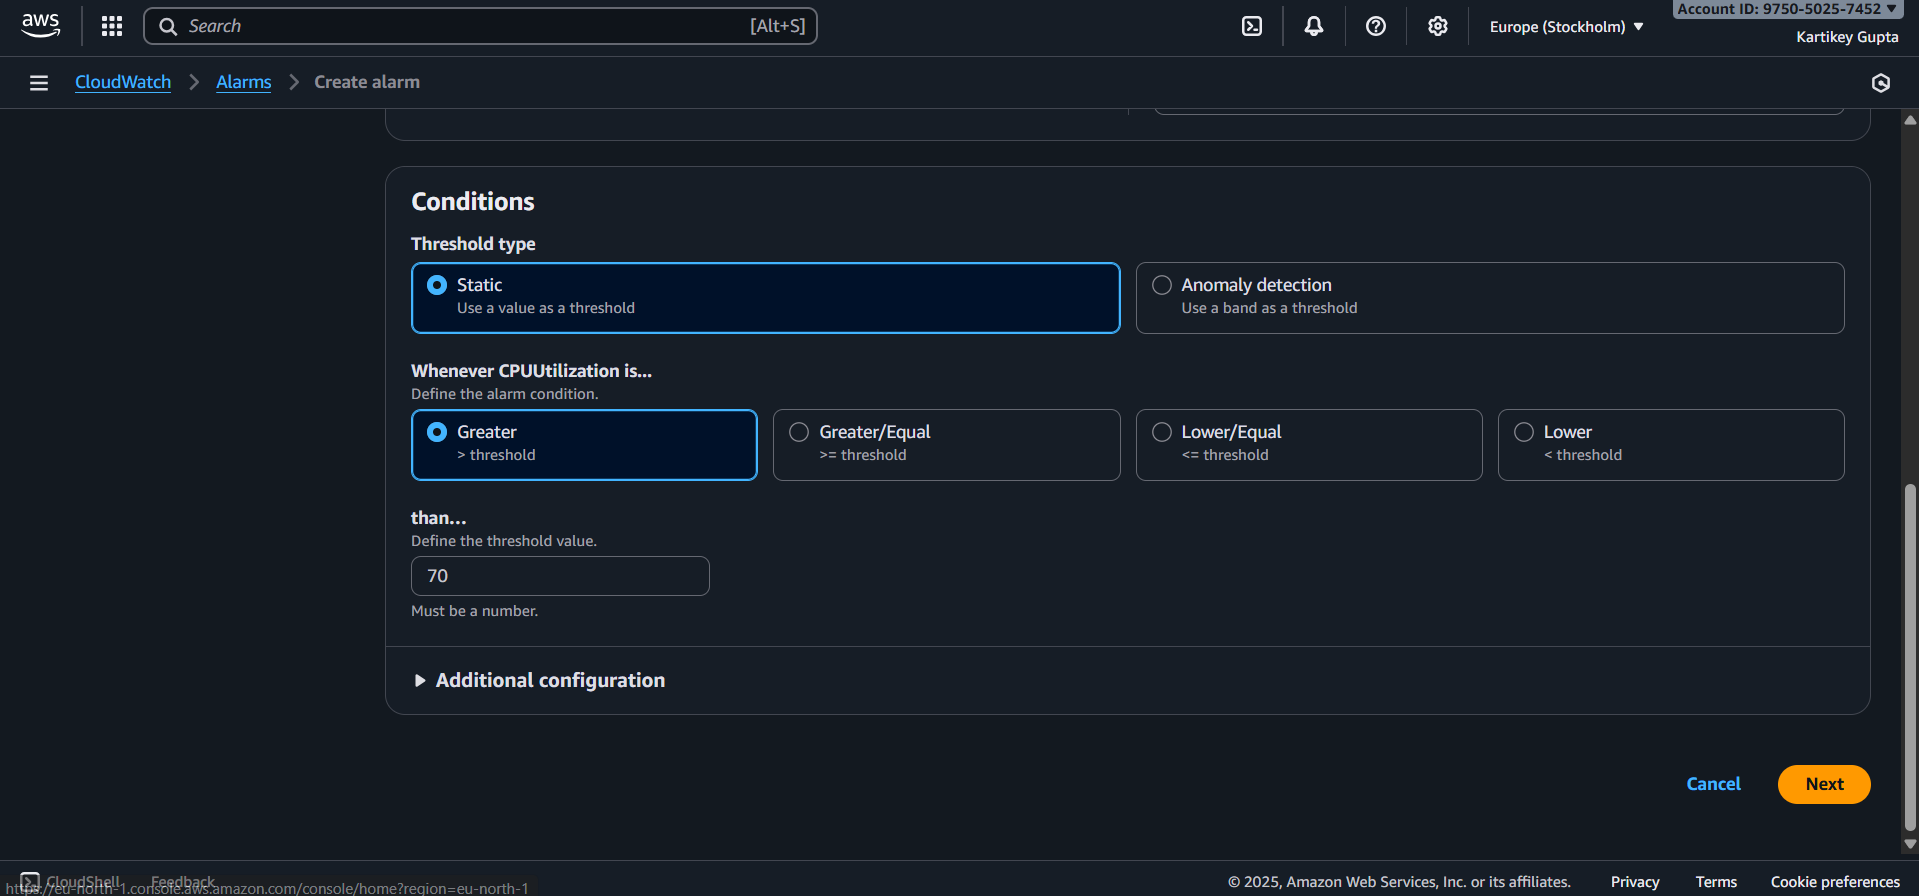 aws
Search
[Alt+S]
Europe (Stockholm)
Account ID: 9750-5025-7452
Kartikey Gupta
CloudWatch
Alarms
Create alarm
Conditions
Threshold type
Static
Use a value as a threshold
Anomaly detection
Use a band as a threshold
Whenever CPUUtilization is...
Define the alarm condition.
Greater
> threshold
Greater/Equal
>= threshold
Lower/Equal
<= threshold
Lower
< threshold
than...
Define the threshold value.
70
Must be a number.
Additional configuration
Cancel
Next
CloudShell
Feedback
https://eu-north-1.console.aws.amazon.com/console/home?region=eu-north-1
© 2025, Amazon Web Services, Inc. or its affiliates.
Privacy
Terms
Cookie preferences